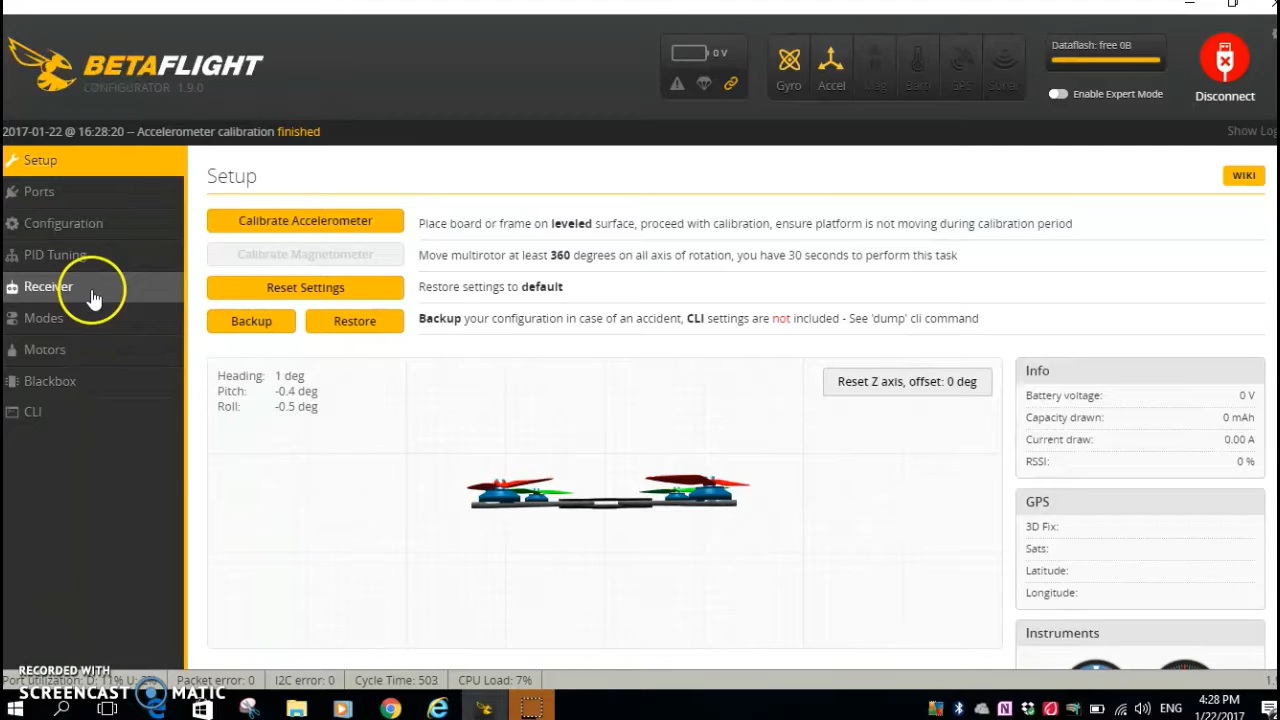 BETAFLIGHT
CONFIGURATOR 1.9.0
0 V
Gyro
Accel
Mag
Baro
GPS
Sonar
Dataflash: free 0B
Enable Expert Mode
Disconnect
2017-01-22 @ 16:28:20 -- Accelerometer calibration finished
Show Log
Setup
Ports
Configuration
PID Tuning
Receiver
Modes
Motors
Blackbox
CLI
Setup
WIKI
Calibrate Accelerometer
Place board or frame on leveled surface, proceed with calibration, ensure platform is not moving during calibration period
Calibrate Magnetometer
Move multirotor at least 360 degrees on all axis of rotation, you have 30 seconds to perform this task
Reset Settings
Restore settings to default
Backup
Restore
Backup your configuration in case of an accident, CLI settings are not included - See 'dump' cli command
Heading: 1 deg
Pitch: -0.4 deg
Roll: -0.5 deg
Reset Z axis, offset: 0 deg
Info
Battery voltage: 0 V
Capacity drawn: 0 mAh
Current draw: 0.00 A
RSSI: 0 %
GPS
3D Fix:
Sats:
Latitude:
Longitude:
Instruments
Port utilization: D: 11% U:
Packet error: 0
I2C error: 0
Cycle Time: 503
CPU Load: 7%
1.
RECORDED WITH
SCREENCAST MATIC
ENG
4:28 PM
1/22/2017